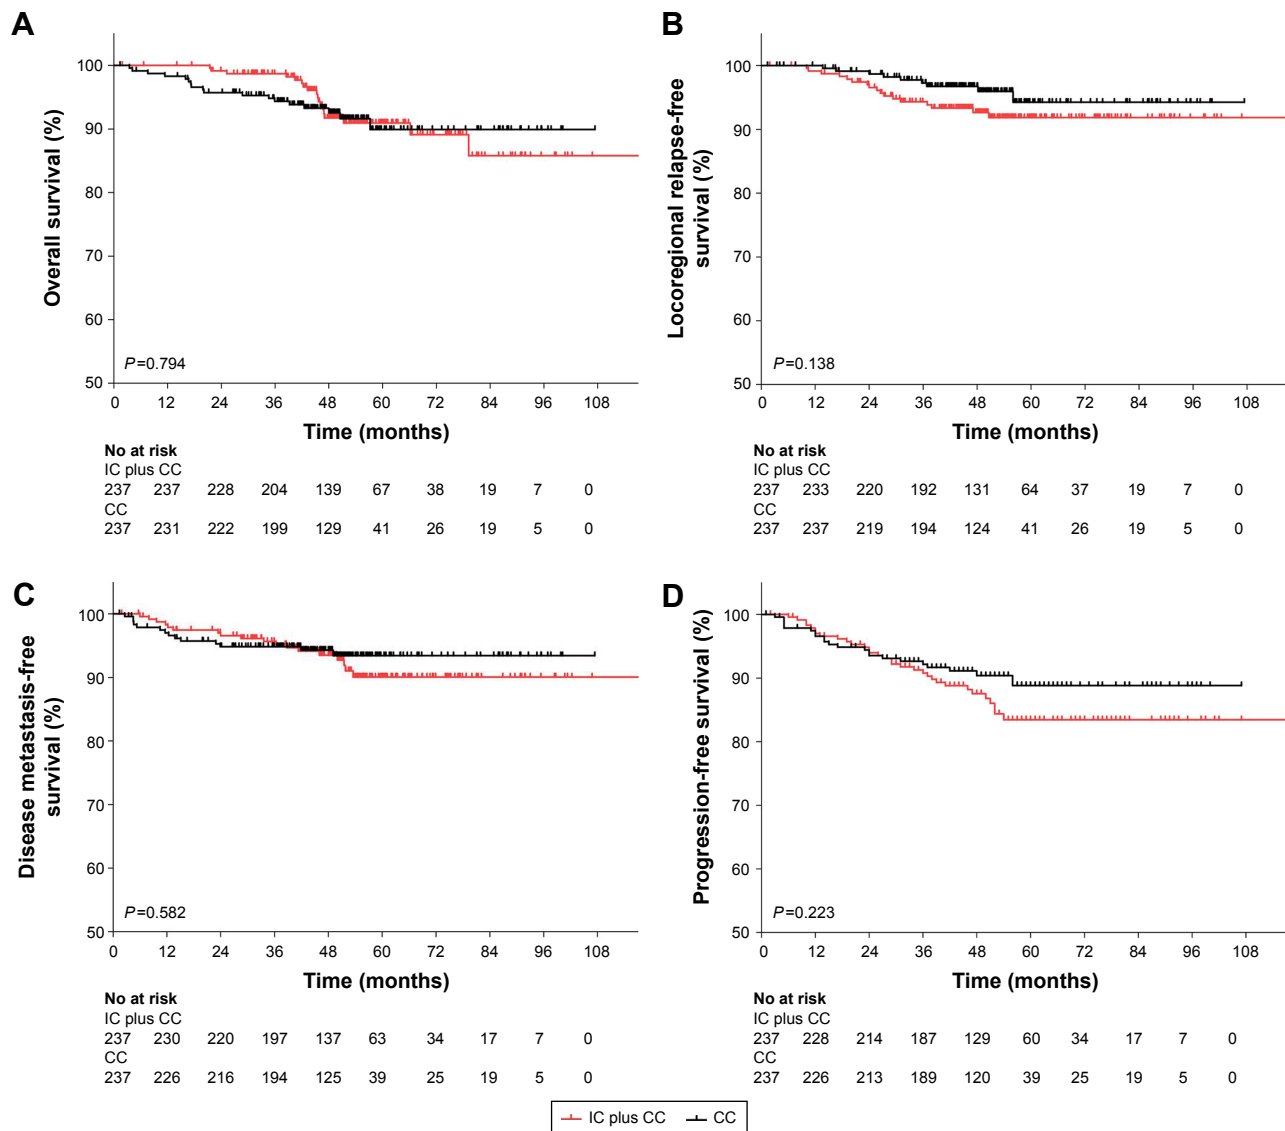 A
Overall survival (%)
100
90
80
70
60
50
P=0.794
0 12 24 36 48 60 72 84 96 108
Time (months)
No at risk
IC plus CC
237 237 228 204 139 67 38 19 7 0
CC
237 231 222 199 129 41 26 19 5 0
B
Locoregional relapse-free
survival (%)
100
90
80
70
60
50
P=0.138
0 12 24 36 48 60 72 84 96 108
Time (months)
No at risk
IC plus CC
237 233 220 192 131 64 37 19 7 0
CC
237 237 219 194 124 41 26 19 5 0
C
Disease metastasis-free
survival (%)
100
90
80
70
60
50
P=0.582
0 12 24 36 48 60 72 84 96 108
Time (months)
No at risk
IC plus CC
237 230 220 197 137 63 34 17 7 0
CC
237 226 216 194 125 39 25 19 5 0
D
Progression-free survival (%)
100
90
80
70
60
50
P=0.223
0 12 24 36 48 60 72 84 96 108
Time (months)
No at risk
IC plus CC
237 228 214 187 129 60 34 17 7 0
CC
237 226 213 189 120 39 25 19 5 0
IC plus CC CC